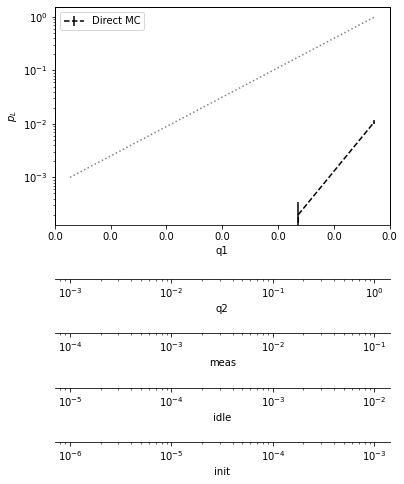 Direct MC
10⁰
10⁻¹
10⁻²
10⁻³
p_L
0.0 0.0 0.0 0.0 0.0 0.0 0.0
q1
10⁻³ 10⁻² 10⁻¹ 10⁰
q2
10⁻⁴ 10⁻³ 10⁻² 10⁻¹
meas
10⁻⁵ 10⁻⁴ 10⁻³ 10⁻²
idle
10⁻⁶ 10⁻⁵ 10⁻⁴ 10⁻³
init